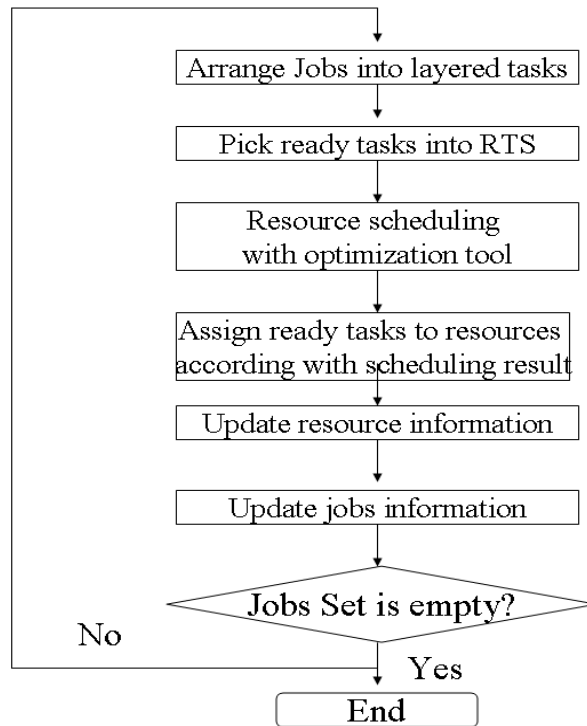 Arrange Jobs into layered tasks
Pick ready tasks into RTS
Resource scheduling
with optimization tool
Assign ready tasks to resources
according with scheduling result
Update resource information
Update jobs information
Jobs Set is empty?
No
Yes
End